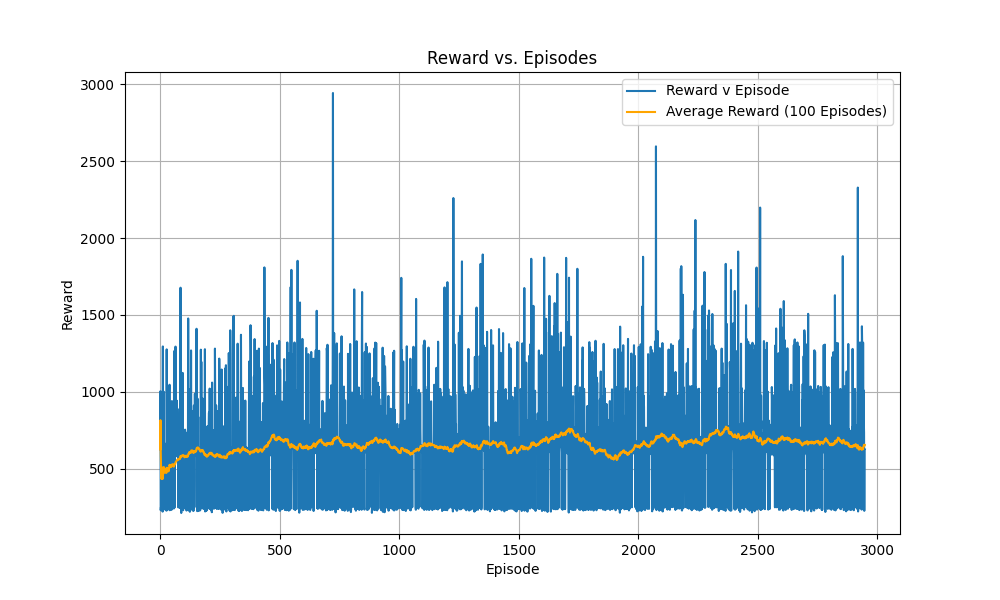 Reward vs. Episodes
Reward v Episode
Average Reward (100 Episodes)
3000
2500
2000
1500
1000
500
Reward
0 500 1000 1500 2000 2500 3000
Episode